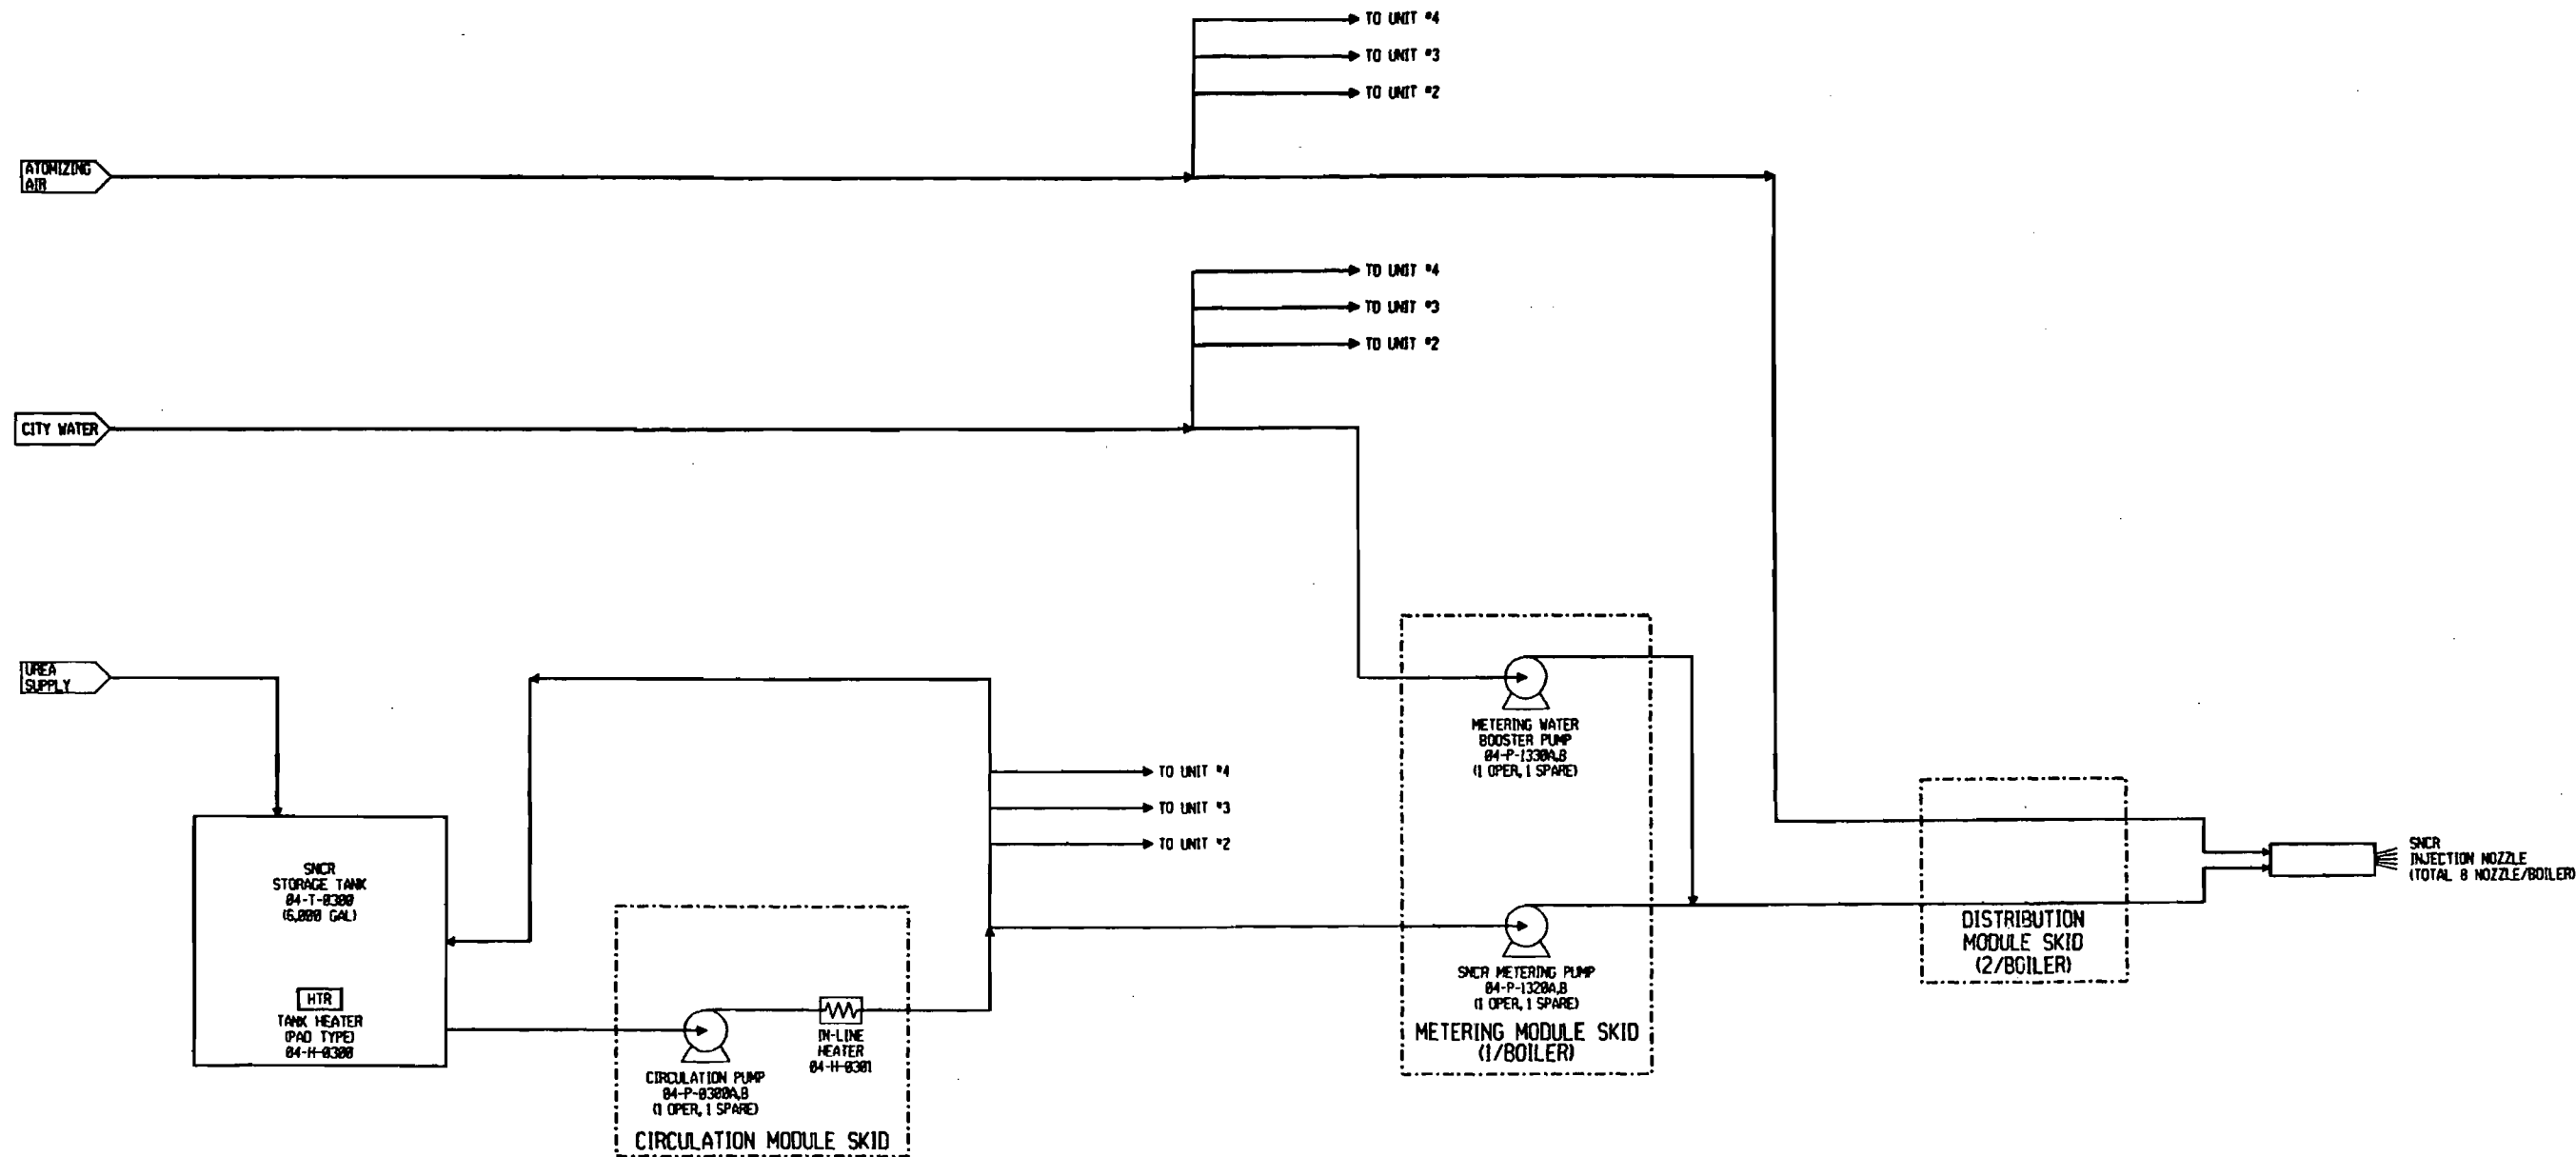 TO UNIT #4
TO UNIT #3
TO UNIT #2
ATOMIZING
AIR
TO UNIT #4
TO UNIT #3
TO UNIT #2
CITY WATER
UREA
SUPPLY
METERING WATER
BOOSTER PUMP
04-P-1330A,B
(1 OPER, 1 SPARE)
TO UNIT #4
TO UNIT #3
TO UNIT #2
SNCR
STORAGE TANK
04-T-0300
(6,000 GAL)
HTR
TANK HEATER
(PAD TYPE)
04-H-0300
CIRCULATION PUMP
04-P-0300A,B
(1 OPER, 1 SPARE)
IN-LINE
HEATER
04-H-0301
CIRCULATION MODULE SKID
SNCR METERING PUMP
04-P-1320A,B
(1 OPER, 1 SPARE)
METERING MODULE SKID
(1/BOILER)
DISTRIBUTION
MODULE SKID
(2/BOILER)
SNCR
INJECTION NOZZLE
(TOTAL 8 NOZZLE/BOILER)